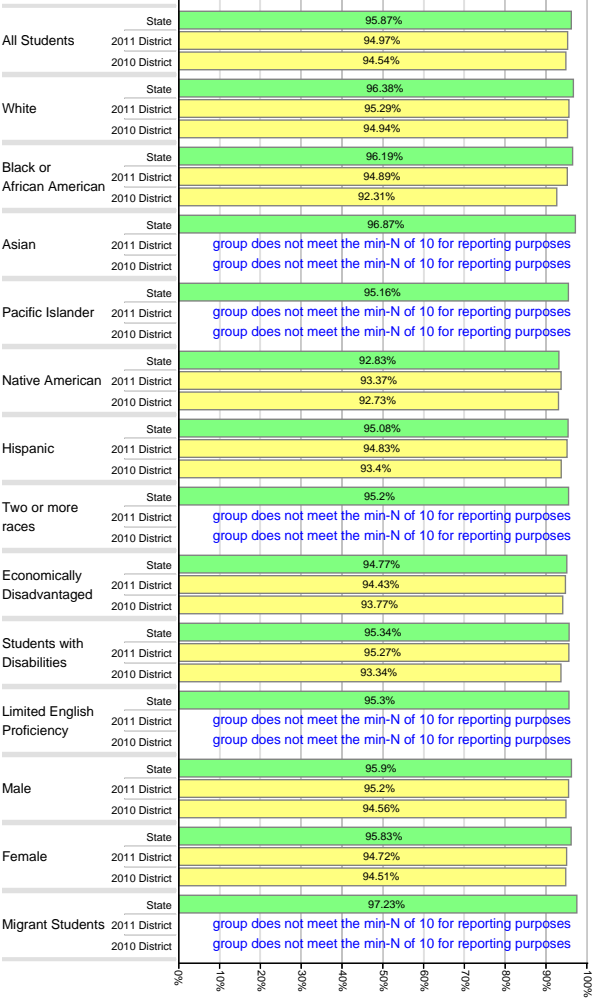 State 95.87%
All Students 2011 District 94.97%
2010 District 94.54%
State 96.38%
White 2011 District 95.29%
2010 District 94.94%
State 96.19%
Black or
African American 2011 District 94.89%
2010 District 92.31%
State 96.87%
Asian 2011 District group does not meet the min-N of 10 for reporting purposes
2010 District group does not meet the min-N of 10 for reporting purposes
State 95.16%
Pacific Islander 2011 District group does not meet the min-N of 10 for reporting purposes
2010 District group does not meet the min-N of 10 for reporting purposes
State 92.83%
Native American 2011 District 93.37%
2010 District 92.73%
State 95.08%
Hispanic 2011 District 94.83%
2010 District 93.4%
State 95.2%
Two or more
races 2011 District group does not meet the min-N of 10 for reporting purposes
2010 District group does not meet the min-N of 10 for reporting purposes
State 94.77%
Economically
Disadvantaged 2011 District 94.43%
2010 District 93.77%
State 95.34%
Students with
Disabilities 2011 District 95.27%
2010 District 93.34%
State 95.3%
Limited English
Proficiency 2011 District group does not meet the min-N of 10 for reporting purposes
2010 District group does not meet the min-N of 10 for reporting purposes
State 95.9%
Male 2011 District 95.2%
2010 District 94.56%
State 95.83%
Female 2011 District 94.72%
2010 District 94.51%
State 97.23%
Migrant Students 2011 District group does not meet the min-N of 10 for reporting purposes
2010 District group does not meet the min-N of 10 for reporting purposes
0% 10% 20% 30% 40% 50% 60% 70% 80% 90% 100%